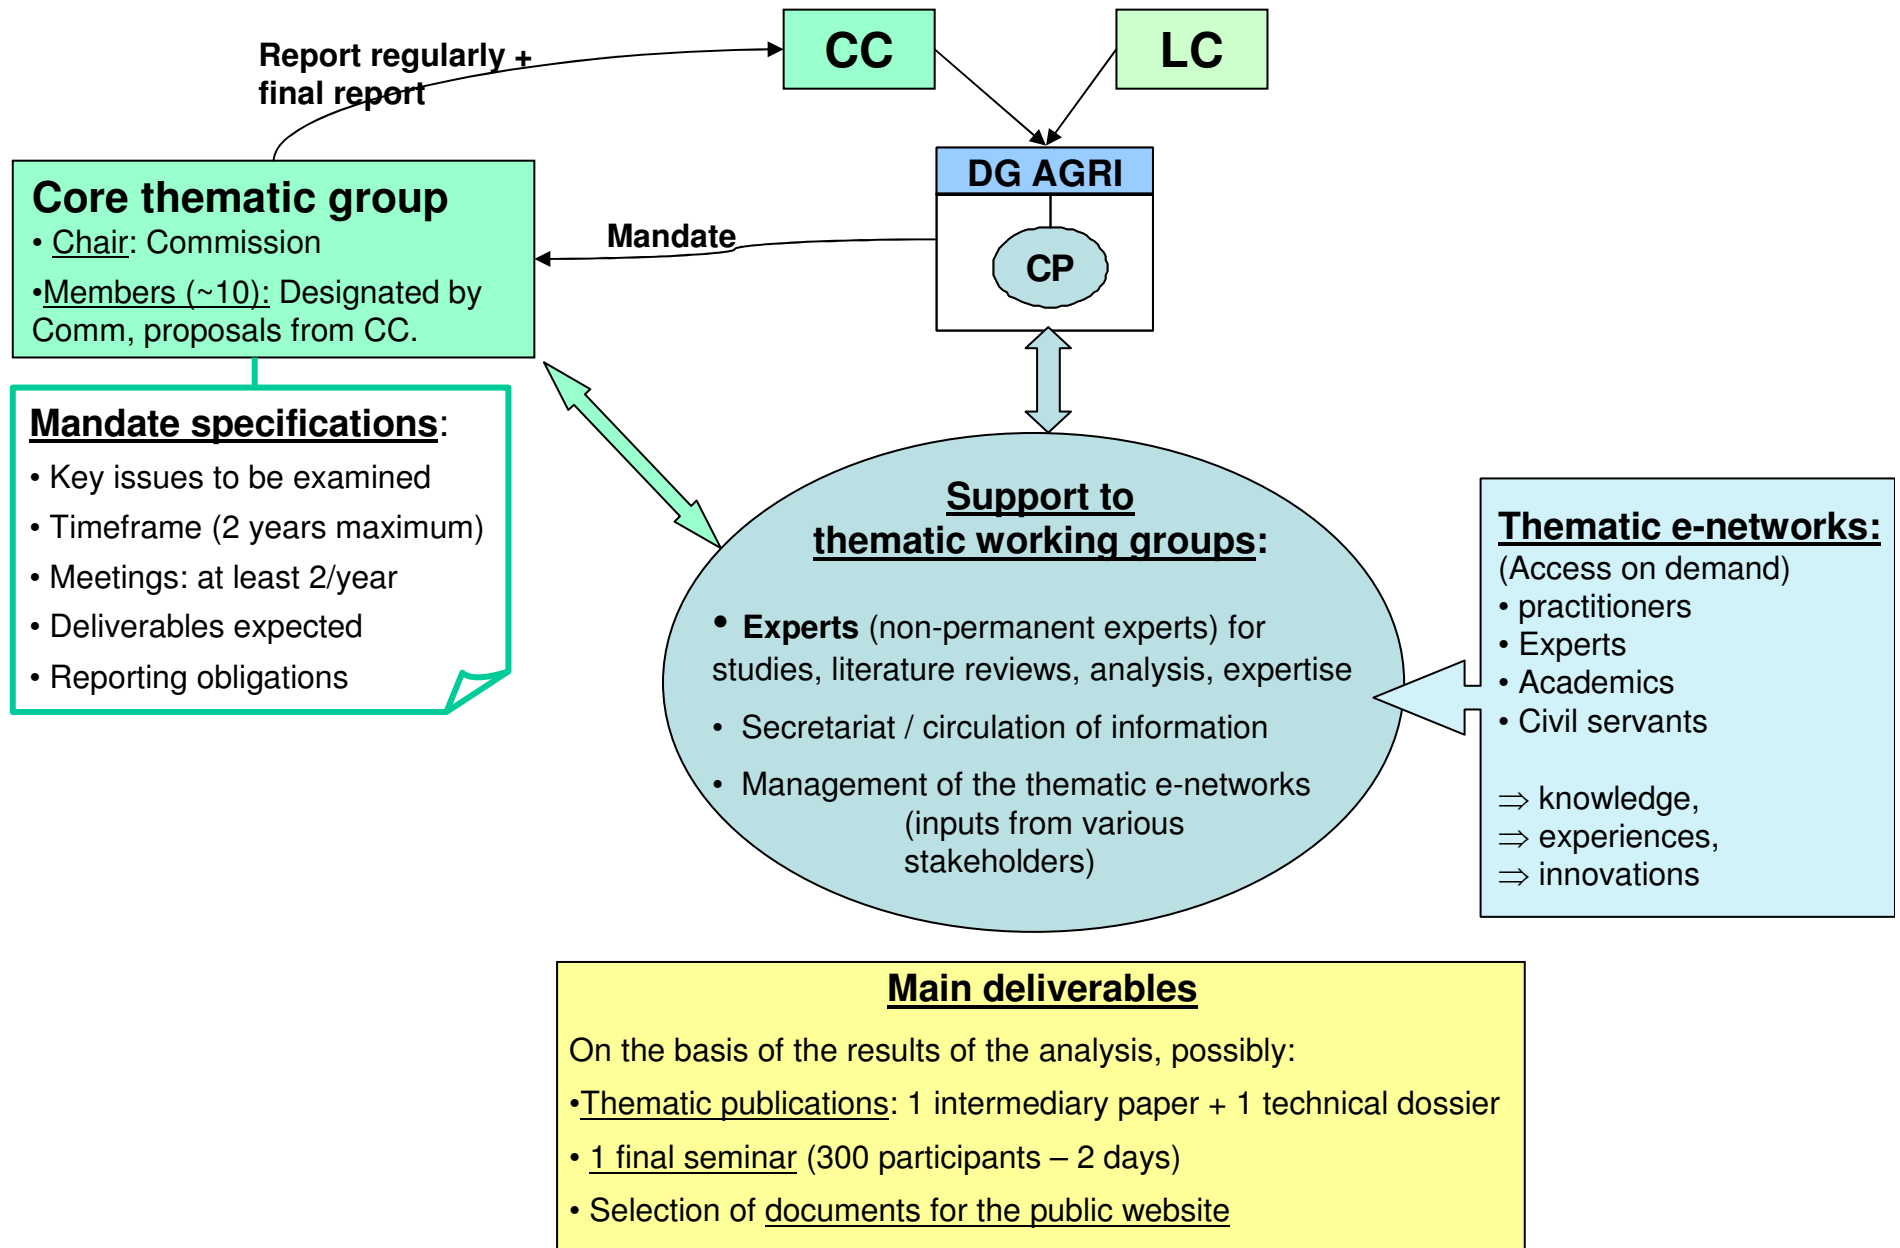 Report regularly +
final report
CC
LC
DG AGRI
CP
Mandate
Core thematic group
• Chair: Commission
•Members (~10): Designated by
Comm, proposals from CC.
Mandate specifications:
• Key issues to be examined
• Timeframe (2 years maximum)
• Meetings: at least 2/year
• Deliverables expected
• Reporting obligations
Support to
thematic working groups:
• Experts (non-permanent experts) for
studies, literature reviews, analysis, expertise
• Secretariat / circulation of information
• Management of the thematic e-networks
(inputs from various
stakeholders)
Thematic e-networks:
(Access on demand)
• practitioners
• Experts
• Academics
• Civil servants
⇒ knowledge,
⇒ experiences,
⇒ innovations
Main deliverables
On the basis of the results of the analysis, possibly:
•Thematic publications: 1 intermediary paper + 1 technical dossier
• 1 final seminar (300 participants – 2 days)
• Selection of documents for the public website